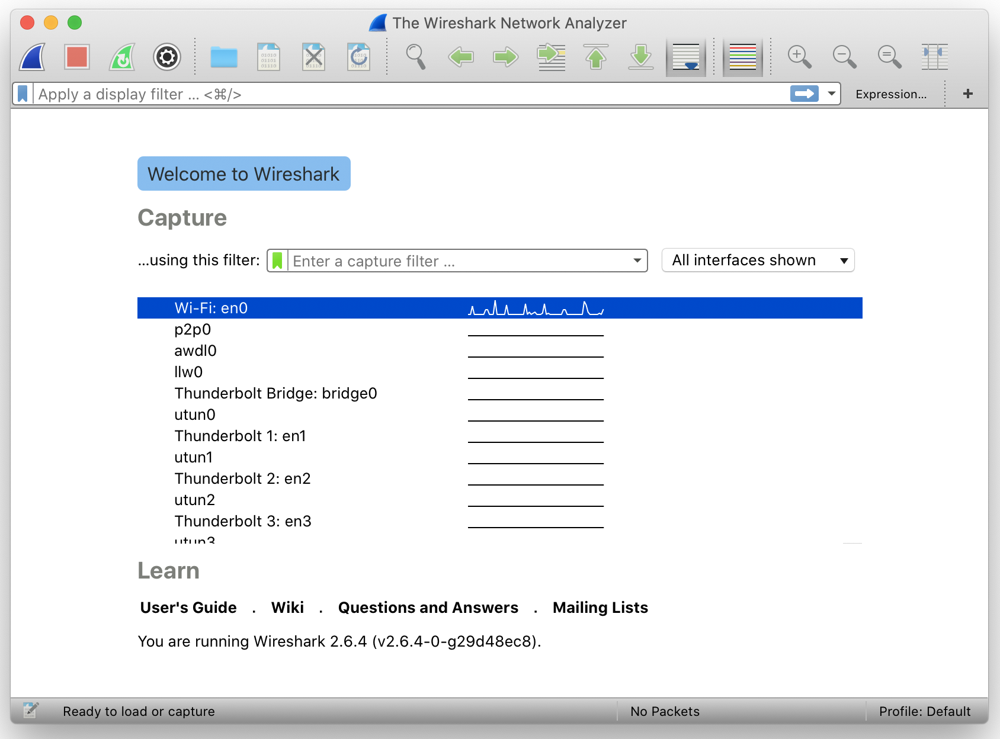 The Wireshark Network Analyzer
Apply a display filter ... <⌘/>
Expression...
+
Welcome to Wireshark
Capture
...using this filter:
Enter a capture filter ...
All interfaces shown
Wi-Fi: en0
p2p0
awdl0
llw0
Thunderbolt Bridge: bridge0
utun0
Thunderbolt 1: en1
utun1
Thunderbolt 2: en2
utun2
Thunderbolt 3: en3
utun3
Learn
User's Guide . Wiki . Questions and Answers . Mailing Lists
You are running Wireshark 2.6.4 (v2.6.4-0-g29d48ec8).
Ready to load or capture
No Packets
Profile: Default